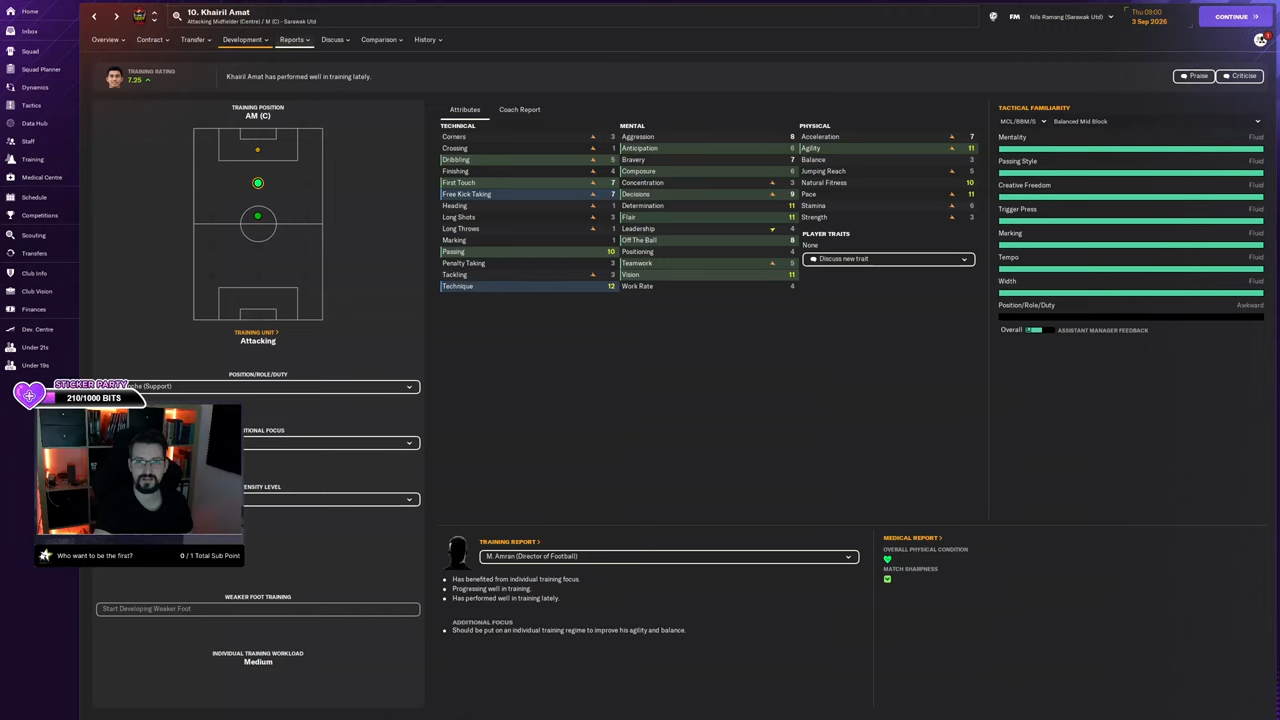 Home
Inbox
Squad
Squad Planner
Dynamics
Tactics
Data Hub
Staff
Training
Medical Centre
Schedule
Competitions
Scouting
Transfers
Club Info
Club Vision
Finances
Dev. Centre
Under 21s
Under 19s
10. Khairil Amat
Attacking Midfielder (Centre) / M (C) - Sarawak Utd
FM
Nils Ramang (Sarawak Utd)
Thu 09:00
3 Sep 2026
CONTINUE
1
Overview
Contract
Transfer
Development
Reports
Discuss
Comparison
History
TRAINING RATING
7.25
Khairil Amat has performed well in training lately.
Praise
Criticise
TRAINING POSITION
AM (C)
TRAINING UNIT >
Attacking
POSITION/ROLE/DUTY
che (Support)
ITIONAL FOCUS
ENSITY LEVEL
WEAKER FOOT TRAINING
Start Developing Weaker Foot
INDIVIDUAL TRAINING WORKLOAD
Medium
STICKER PARTY
210/1000 BITS
Who want to be the first?
0 / 1 Total Sub Point
Attributes
Coach Report
TECHNICAL
Corners 3
Crossing 1
Dribbling 5
Finishing 4
First Touch 7
Free Kick Taking 7
Heading 1
Long Shots 3
Long Throws 1
Marking 1
Passing 10
Penalty Taking 3
Tackling 3
Technique 12
MENTAL
Aggression 8
Anticipation 6
Bravery 7
Composure 6
Concentration 3
Decisions 9
Determination 11
Flair 11
Leadership 4
Off The Ball 8
Positioning 4
Teamwork 5
Vision 11
Work Rate 4
PHYSICAL
Acceleration 7
Agility 11
Balance 3
Jumping Reach 5
Natural Fitness 10
Pace 11
Stamina 6
Strength 3
PLAYER TRAITS
None
Discuss new trait
TACTICAL FAMILIARITY
MCL/BBM/S
Balanced Mid Block
Mentality Fluid
Passing Style Fluid
Creative Freedom Fluid
Trigger Press Fluid
Marking Fluid
Tempo Fluid
Width Fluid
Position/Role/Duty Awkward
Overall
ASSISTANT MANAGER FEEDBACK
TRAINING REPORT >
M. Amran (Director of Football)
Has benefited from individual training focus.
Progressing well in training.
Has performed well in training lately.
ADDITIONAL FOCUS
Should be put on an individual training regime to improve his agility and balance.
MEDICAL REPORT >
OVERALL PHYSICAL CONDITION
MATCH SHARPNESS